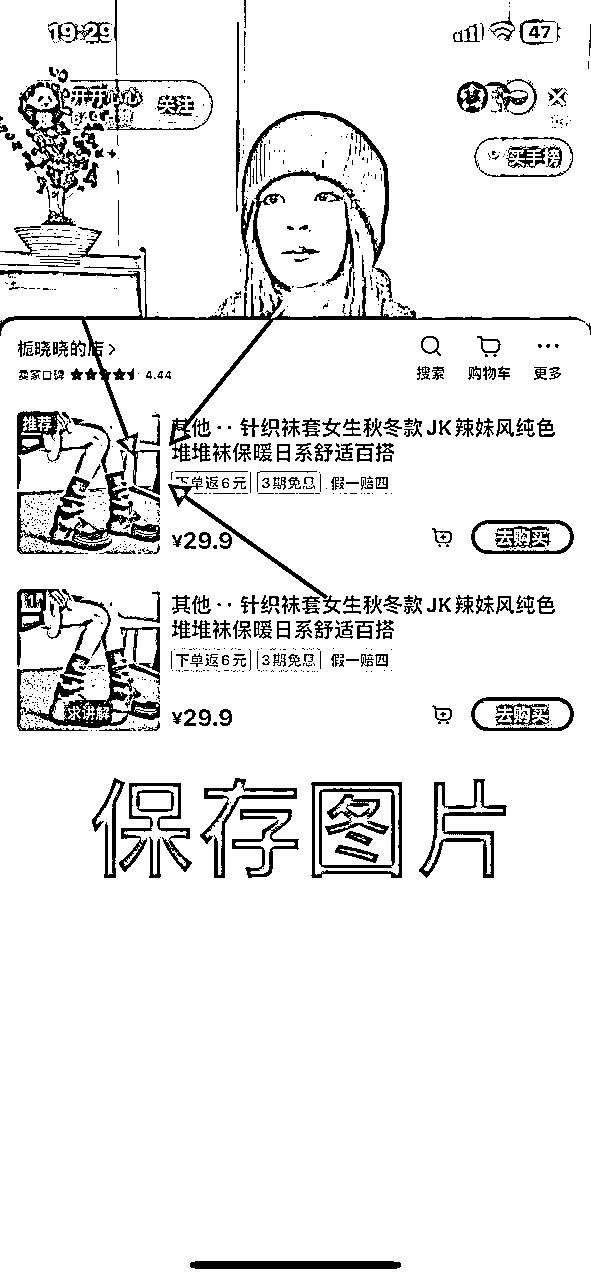 19:29
47
开开心心
关注
买手榜
栀晓晓的店
卖家口碑 ★★★★ 4.44
搜索
购物车
更多
推荐
其他·· 针织袜套女生秋冬款JK辣妹风纯色
堆堆袜保暖日系舒适百搭
下单返6元 3期免息 假一赔四
¥29.9
去购买
其他·· 针织袜套女生秋冬款JK辣妹风纯色
堆堆袜保暖日系舒适百搭
下单返6元 3期免息 假一赔四
求讲解
¥29.9
去购买
保存图片